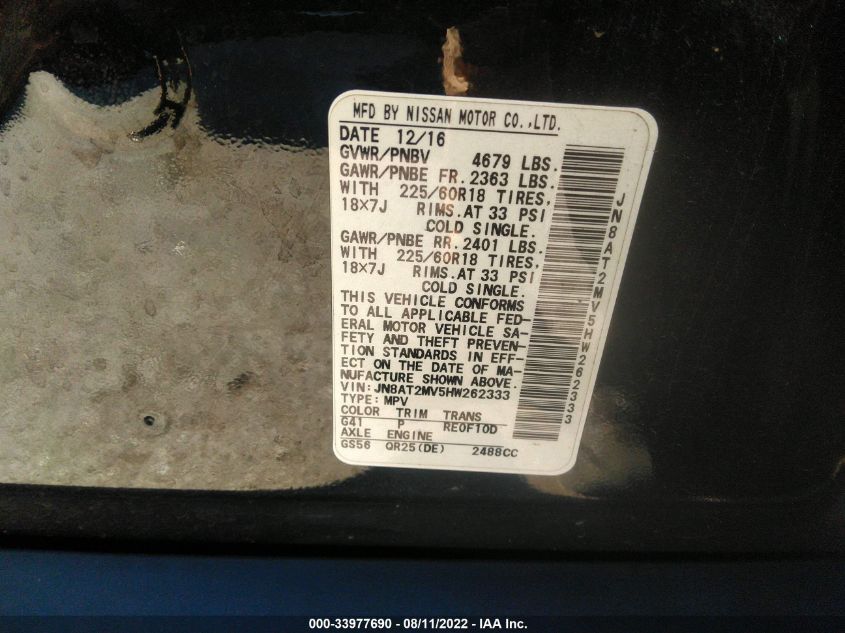 MFD BY NISSAN MOTOR CO.,LTD.
DATE 12/16
GVWR/PNBV 4679 LBS.
GAWR/PNBE FR. 2363 LBS.
WITH 225/60R18 TIRES,
18×7J RIMS.AT 33 PSI
COLD SINGLE.
GAWR/PNBE RR. 2401 LBS.
WITH 225/60R18 TIRES,
18×7J RIMS.AT 33 PSI
COLD SINGLE.
THIS VEHICLE CONFORMS
TO ALL APPLICABLE FED-
ERAL MOTOR VEHICLE SA-
FETY AND THEFT PREVEN-
TION STANDARDS IN EFF-
ECT ON THE DATE OF MA-
NUFACTURE SHOWN ABOVE.
VIN:JN8AT2MV5HW262333
TYPE:MPV
COLOR TRIM TRANS
G41 P RE0F10D
AXLE ENGINE
GS56 QR25(DE) 2488CC
JN8AT2MV5HW262333
000-33977690 - 08/11/2022 - IAA Inc.